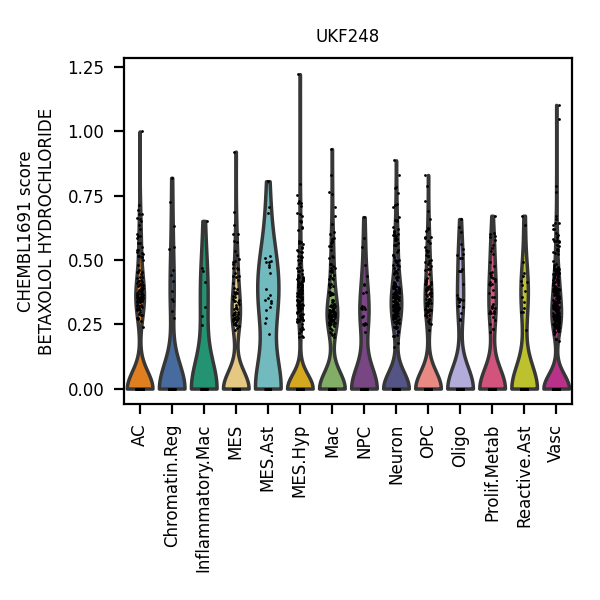 UKF248
CHEMBL1691 score
BETAXOLOL HYDROCHLORIDE
1.25
1.00
0.75
0.50
0.25
0.00
AC
Chromatin.Reg
Inflammatory.Mac
MES
MES.Ast
MES.Hyp
Mac
NPC
Neuron
OPC
Oligo
Prolif.Metab
Reactive.Ast
Vasc